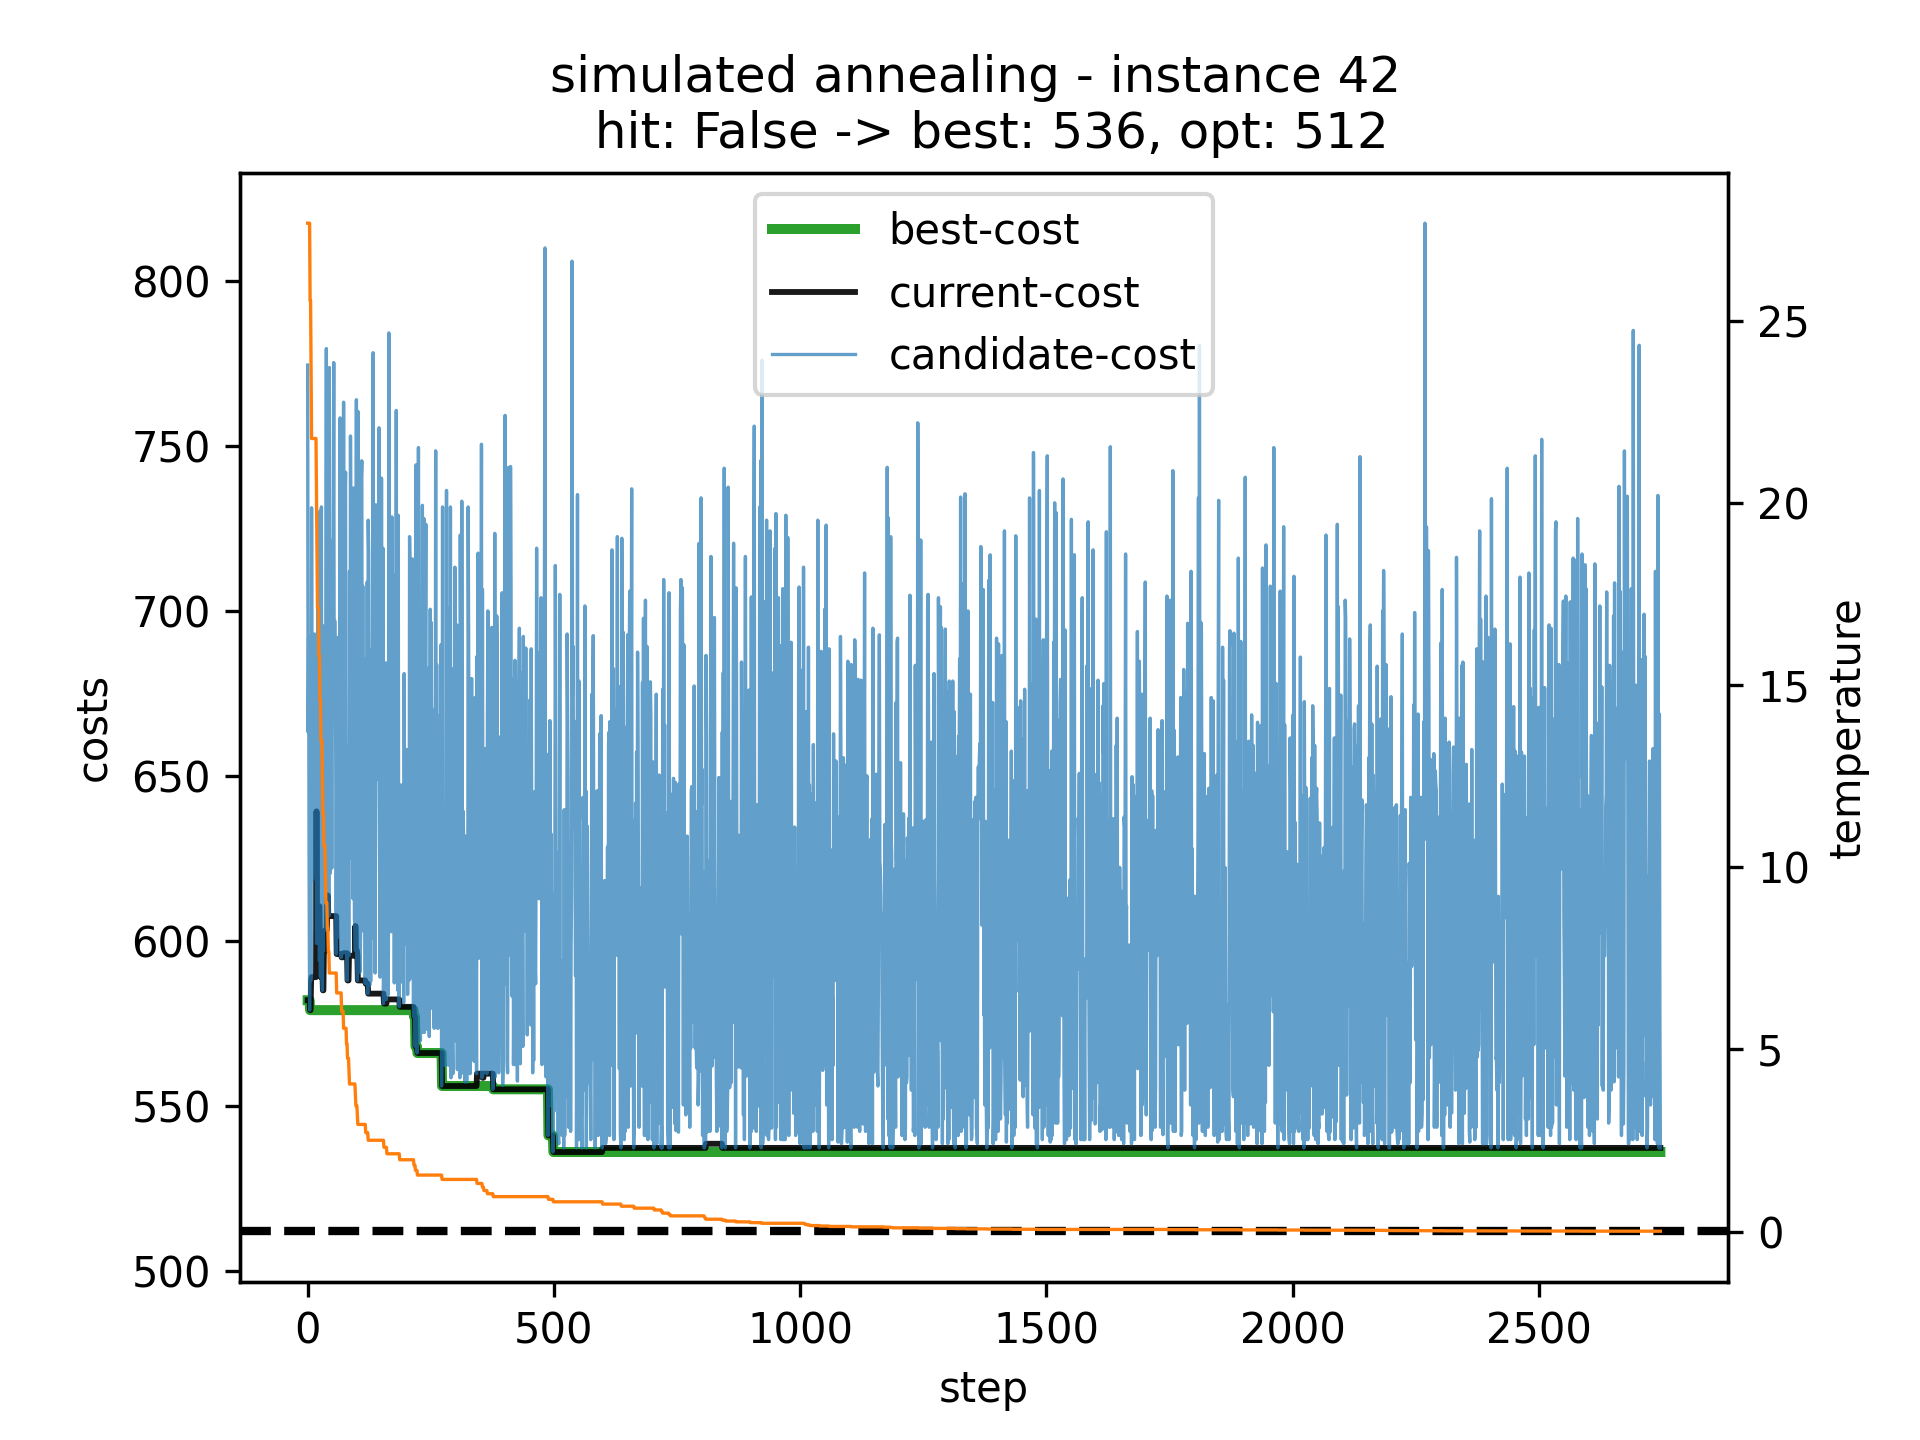 simulated annealing - instance 42
hit: False -> best: 536, opt: 512
best-cost
current-cost
candidate-cost
costs
800
750
700
650
600
550
500
temperature
25
20
15
10
5
0
0
500
1000
1500
2000
2500
step